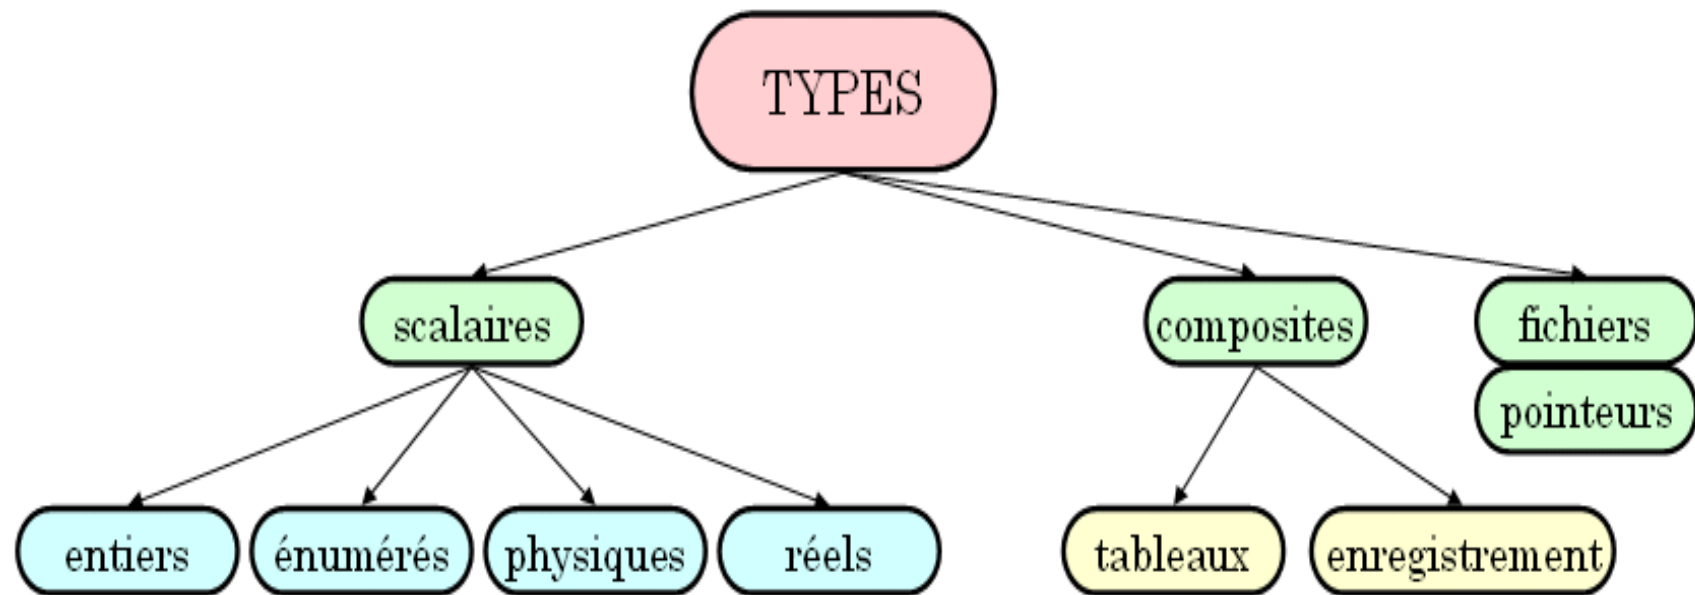 TYPES
scalaires
composites
fichiers
pointeurs
entiers
énumérés
physiques
réels
tableaux
enregistrement